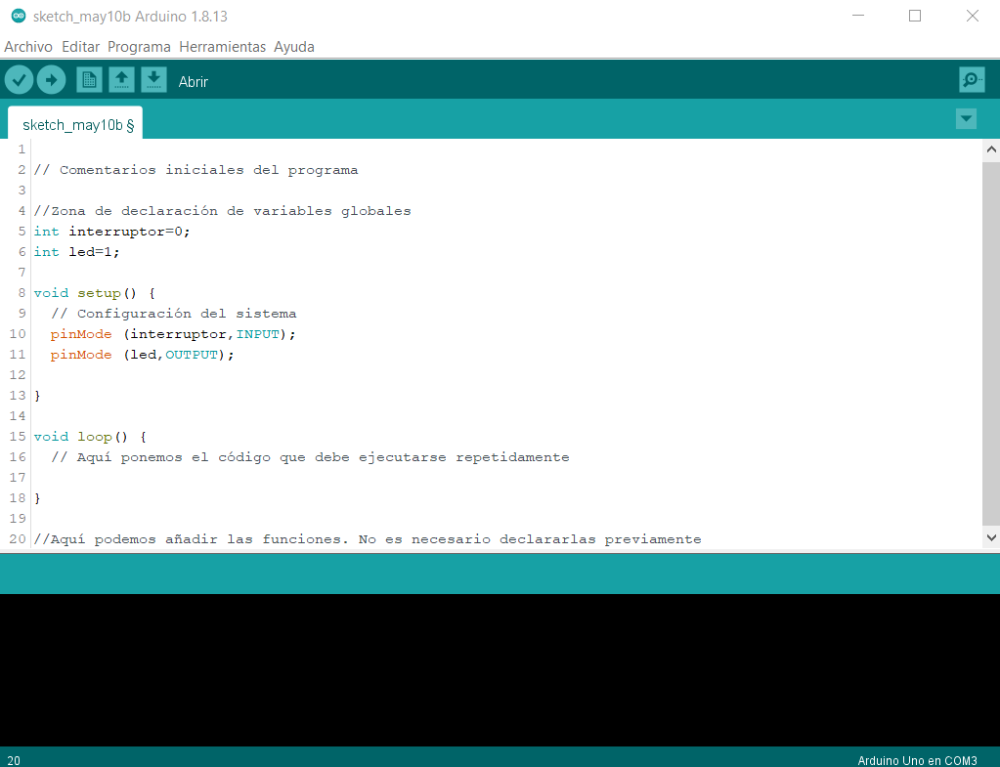 sketch_may10b Arduino 1.8.13
Archivo Editar Programa Herramientas Ayuda
Abrir
sketch_may10b §
1
2 // Comentarios iniciales del programa
3
4 //Zona de declaración de variables globales
5 int interruptor=0;
6 int led=1;
7
8 void setup() {
9   // Configuración del sistema
10   pinMode (interruptor,INPUT);
11   pinMode (led,OUTPUT);
12
13 }
14
15 void loop() {
16   // Aquí ponemos el código que debe ejecutarse repetidamente
17
18 }
19
20 //Aquí podemos añadir las funciones. No es necesario declararlas previamente
20 Arduino Uno en COM3